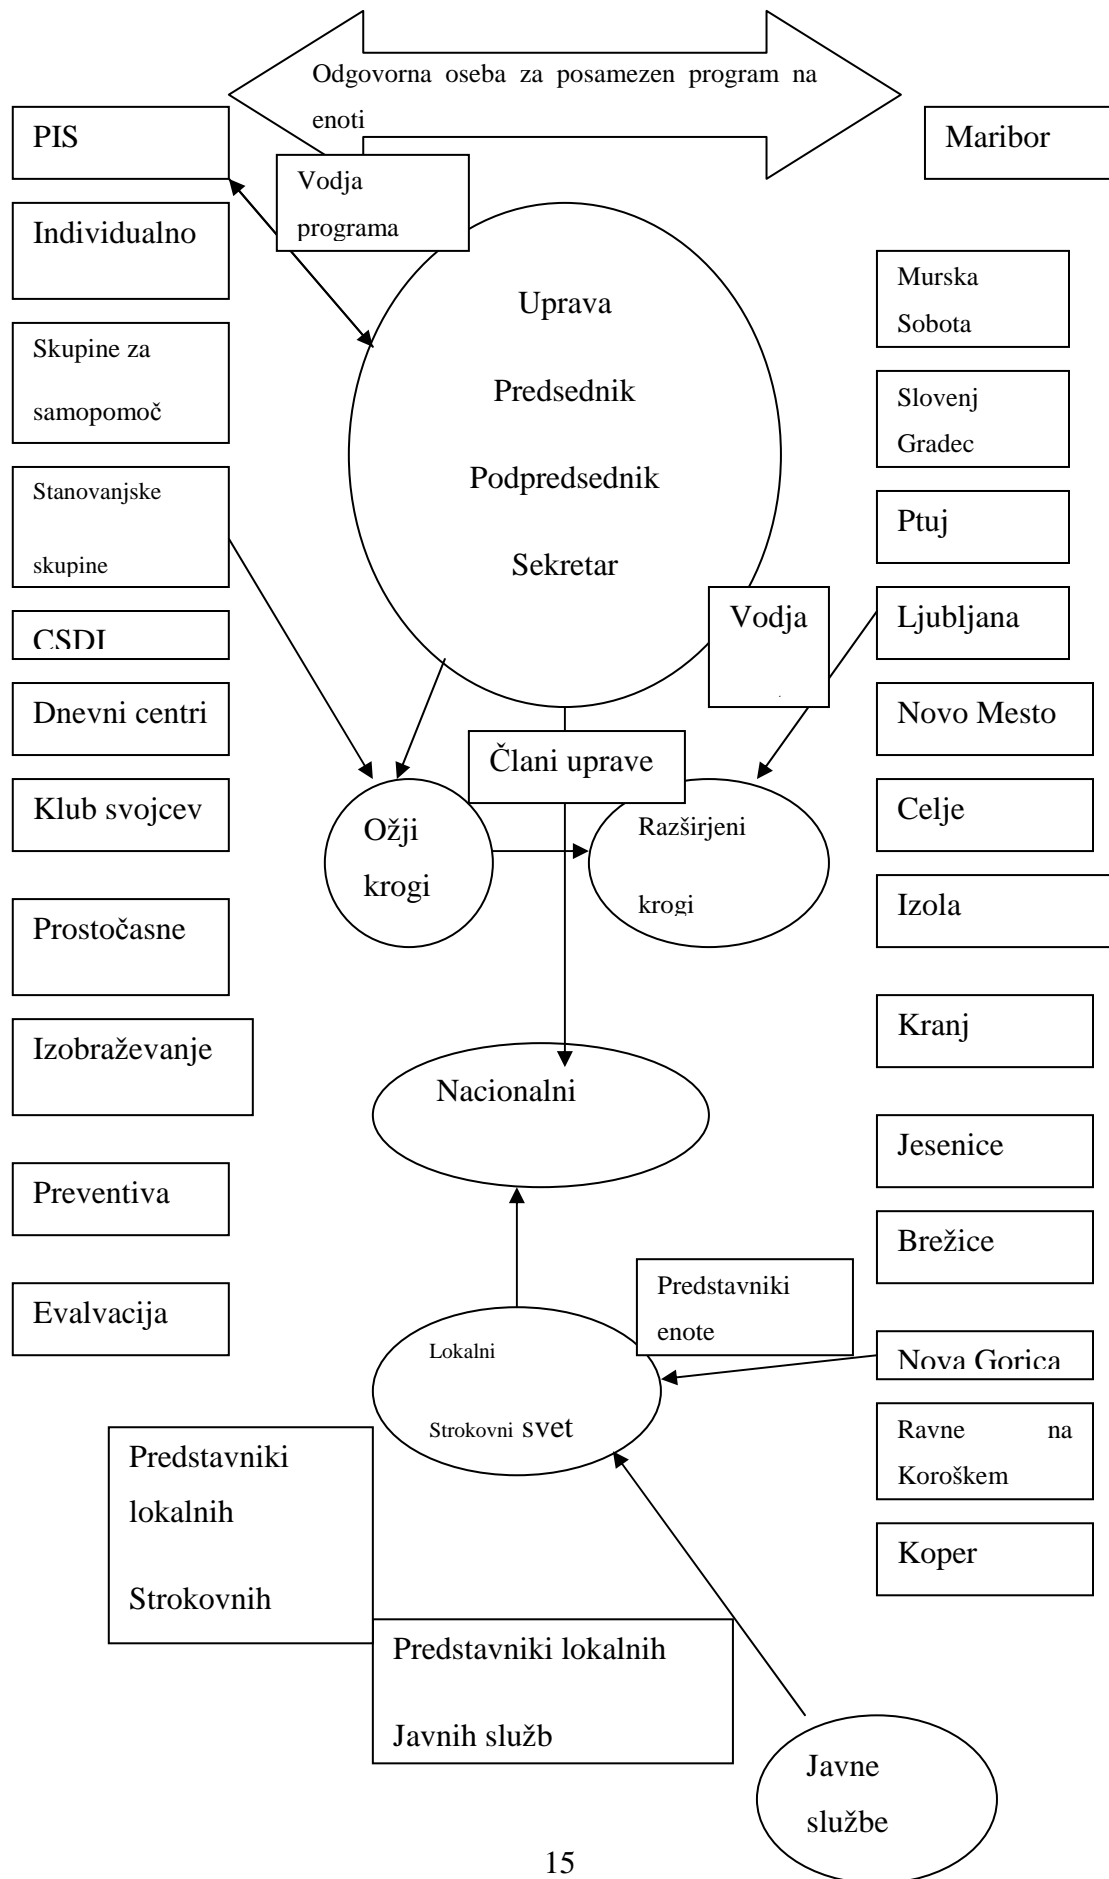 Odgovorna oseba za posamezen program na
enoti
PIS
Maribor
Vodja
programa
Individualno
Uprava
Predsednik
Podpredsednik
Sekretar
Murska
Sobota
Skupine za
samopomoč
Slovenj
Gradec
Stanovanjske
skupine
Ptuj
CSDI
Vodja
Ljubljana
Dnevni centri
Člani uprave
Novo Mesto
Klub svojcev
Ožji
krogi
Razširjeni
krogi
Celje
Prostočasne
Izola
Izobraževanje
Kranj
Nacionalni
Jesenice
Preventiva
Brežice
Evalvacija
Predstavniki
enote
Lokalni
Strokovni svet
Nova Gorica
Ravne na
Koroškem
Predstavniki
lokalnih
Strokovnih
Koper
Predstavniki lokalnih
Javnih služb
Javne
službe
15